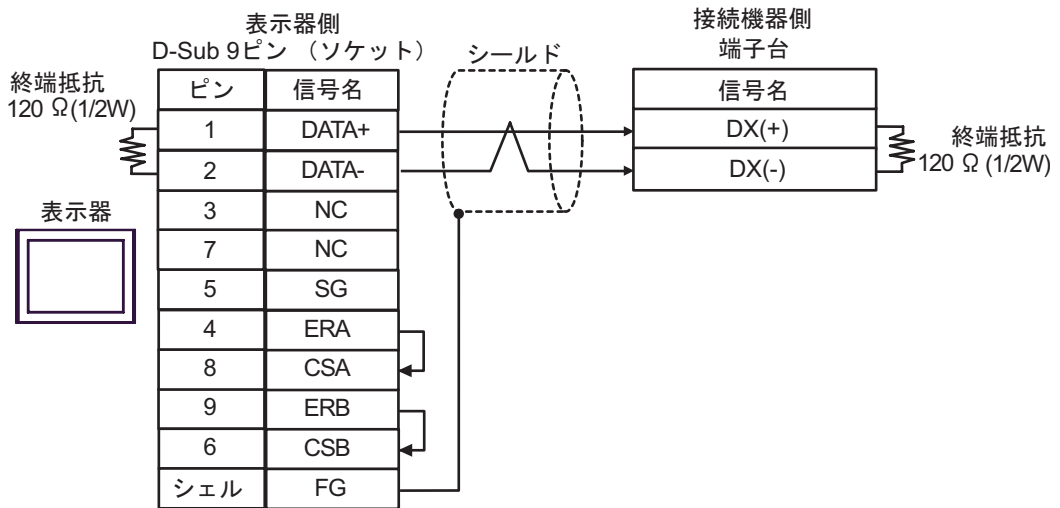 表示器側
D-Sub 9ピン （ソケット）
シールド
接続機器側
端子台
終端抵抗
120 Ω(1/2W)
ピン 信号名
1 DATA+
2 DATA-
3 NC
7 NC
5 SG
4 ERA
8 CSA
9 ERB
6 CSB
シェル FG
表示器
信号名
DX(+)
DX(-)
終端抵抗
120 Ω (1/2W)